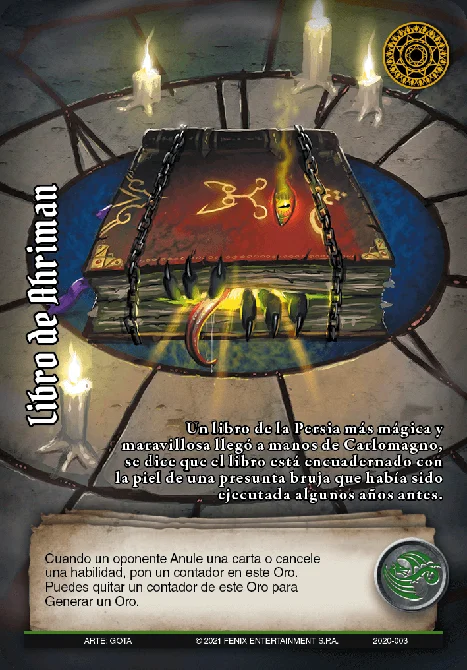 Libro de Ahriman
Un libro de la Persia más mágica y
maravillosa llegó a manos de Carlomagno,
se dice que el libro está encuadernado con
la piel de una presunta bruja que había sido
ejecutada algunos años antes.
Cuando un oponente Anule una carta o cancele
una habilidad, pon un contador en este Oro.
Puedes quitar un contador de este Oro para
Generar un Oro.
ARTE: GOTA © 2021 FENIX ENTERTAINMENT S.P.A. 2020-003